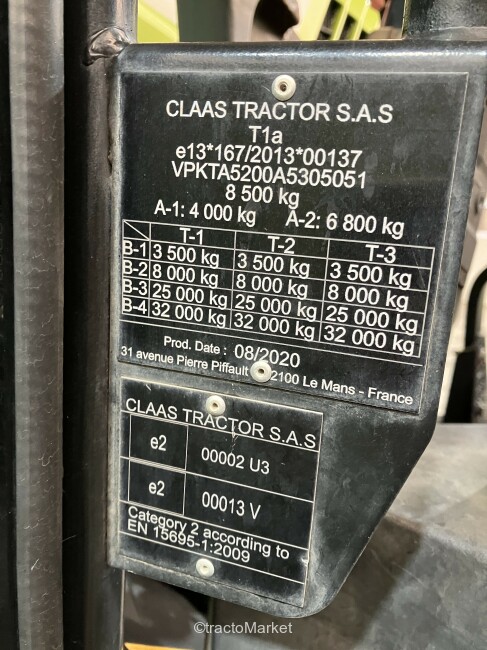 CLAAS TRACTOR S.A.S
T1a
e13*167/2013*00137
VPKTA5200A5305051
8 500 kg
A-1: 4 000 kg A-2: 6 800 kg
T-1 T-2 T-3
B-1 3 500 kg 3 500 kg 3 500 kg
B-2 8 000 kg 8 000 kg 8 000 kg
B-3 25 000 kg 25 000 kg 25 000 kg
B-4 32 000 kg 32 000 kg 32 000 kg
Prod. Date : 08/2020
31 avenue Pierre Piffault 2100 Le Mans - France
CLAAS TRACTOR S.A.S
e2 00002 U3
e2 00013 V
Category 2 according to
EN 15695-1:2009
©tractoMarket